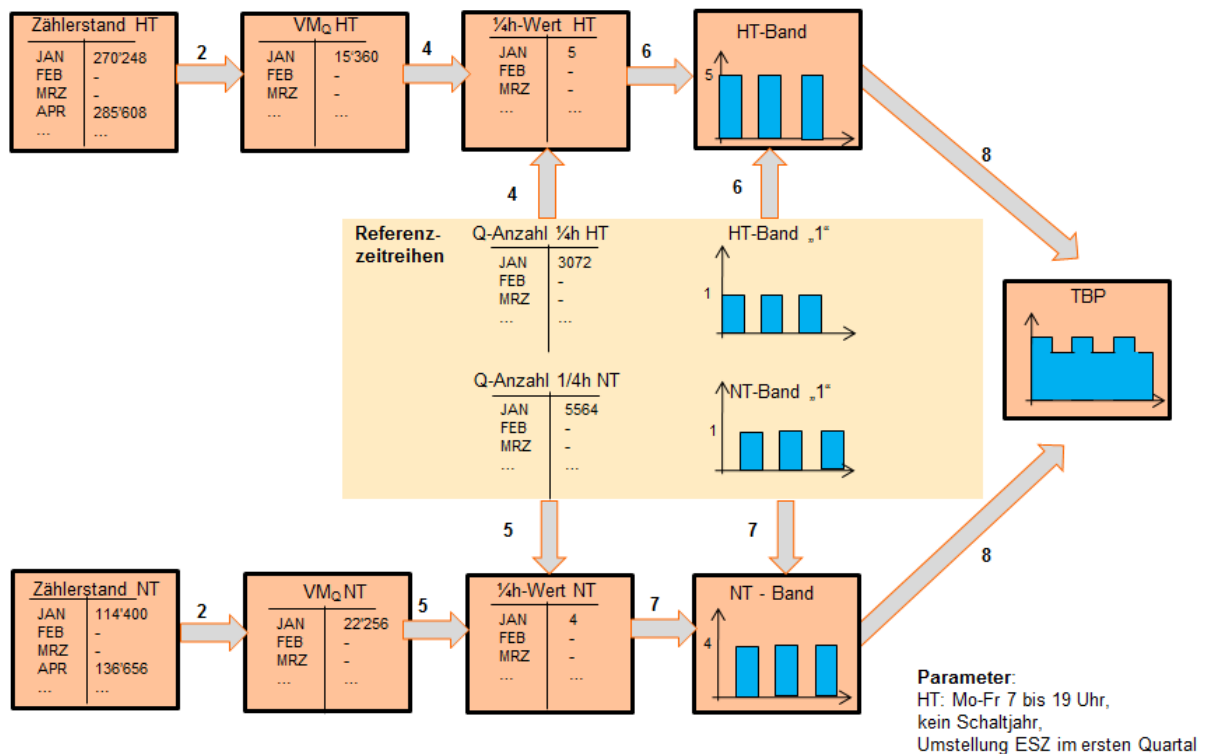 Zählerstand HT
JAN 270'248
FEB -
MRZ -
APR 285'608
... ...
2
VMQ HT
JAN 15'360
FEB -
MRZ -
... ...
4
¼h-Wert HT
JAN 5
FEB -
MRZ -
... ...
6
HT-Band
5
8
4
6
Referenz-
zeitreihen
Q-Anzahl ¼h HT
JAN 3072
FEB -
MRZ -
... ...
HT-Band „1“
1
Q-Anzahl 1/4h NT
JAN 5564
FEB -
MRZ -
... ...
NT-Band „1“
1
TBP
5
7
8
Zählerstand NT
JAN 114'400
FEB -
MRZ -
APR 136'656
... ...
2
VMQ NT
JAN 22'256
FEB -
MRZ -
... ...
5
¼h-Wert NT
JAN 4
FEB -
MRZ -
... ...
7
NT - Band
4
Parameter:
HT: Mo-Fr 7 bis 19 Uhr,
kein Schaltjahr,
Umstellung ESZ im ersten Quartal